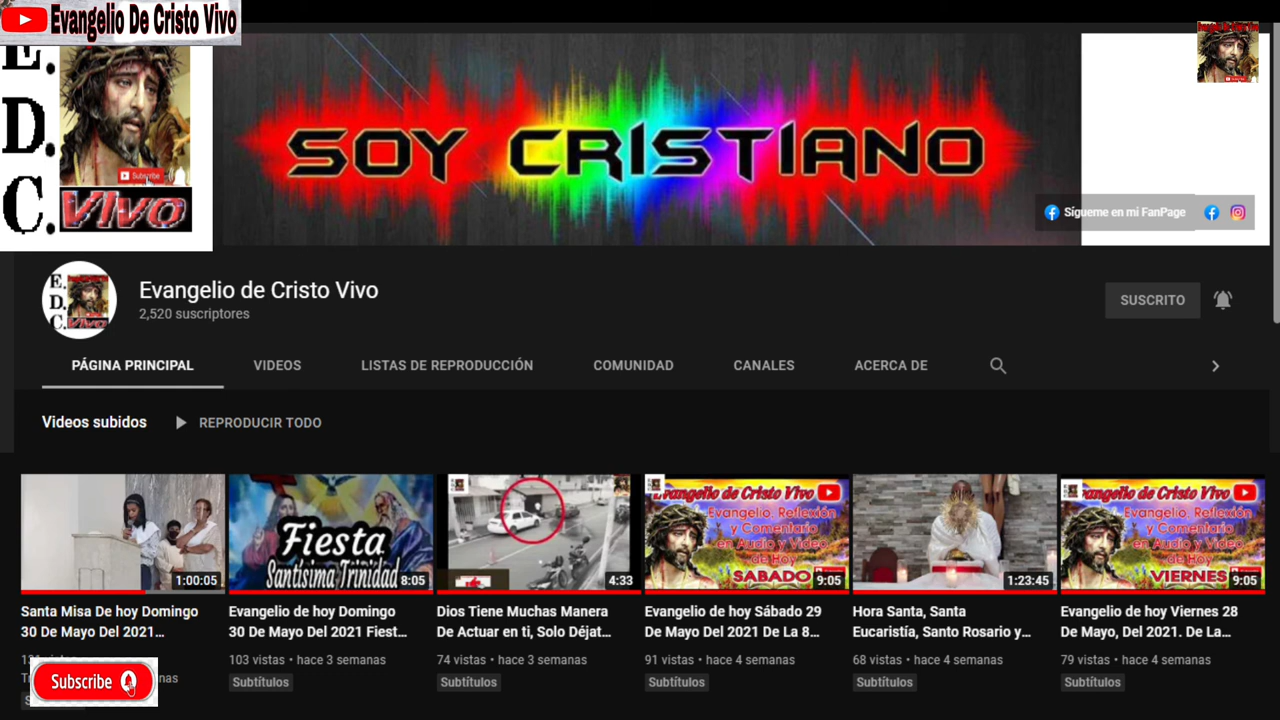 Evangelio De Cristo Vivo
E.
D.
C.
Vivo
Subscribe
SOY CRISTIANO
Sígueme en mi FanPage
Evangelio de Cristo Vivo
2,520 suscriptores
SUSCRITO
PÁGINA PRINCIPAL
VIDEOS
LISTAS DE REPRODUCCIÓN
COMUNIDAD
CANALES
ACERCA DE
Videos subidos
REPRODUCIR TODO
1:00:05
Santa Misa De hoy Domingo
30 De Mayo Del 2021...
Fiesta
Santísima Trinidad
8:05
Evangelio de hoy Domingo
30 De Mayo Del 2021 Fiest...
103 vistas • hace 3 semanas
Subtítulos
4:33
Dios Tiene Muchas Manera
De Actuar en ti, Solo Déjat...
74 vistas • hace 3 semanas
Subtítulos
Evangelio de Cristo Vivo
Evangelio, Reflexión
y Comentario
en Audio y Video
de Hoy
SABADO
9:05
Evangelio de hoy Sábado 29
De Mayo Del 2021 De La 8...
91 vistas • hace 4 semanas
Subtítulos
1:23:45
Hora Santa, Santa
Eucaristía, Santo Rosario y...
68 vistas • hace 4 semanas
Subtítulos
Evangelio de Cristo Vivo
Evangelio, Reflexión
y Comentario
en Audio y Video
de Hoy
VIERNES
9:05
Evangelio de hoy Viernes 28
De Mayo, Del 2021. De La...
79 vistas • hace 4 semanas
Subtítulos
Subscribe